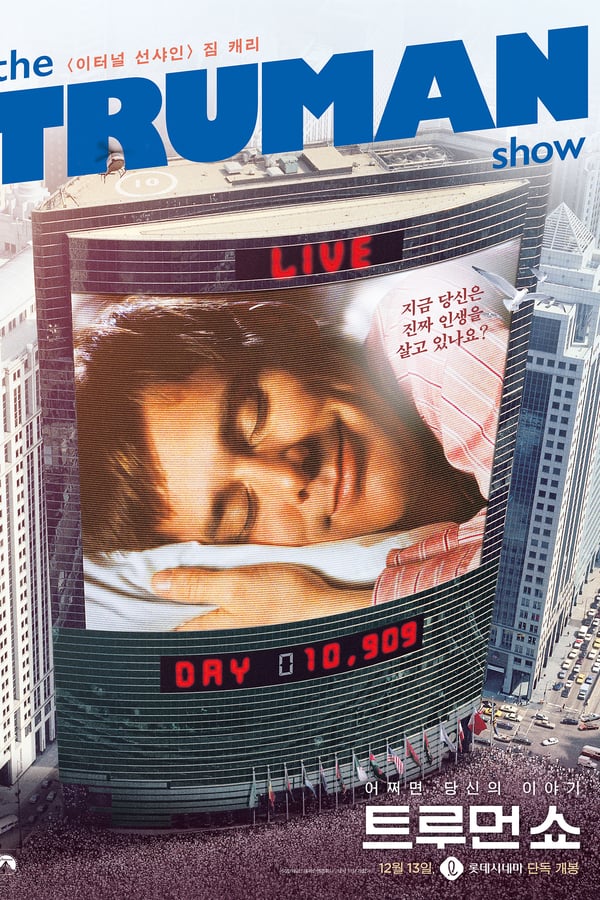 the
〈이터널 선샤인〉 짐 캐리
TRUMAN
show
10
LIVE
지금 당신은
진짜 인생을
살고 있나요?
DAY 010,909
어쩌면, 당신의 이야기
트루먼 쇼
12월 13일, 롯데시네마 단독 개봉